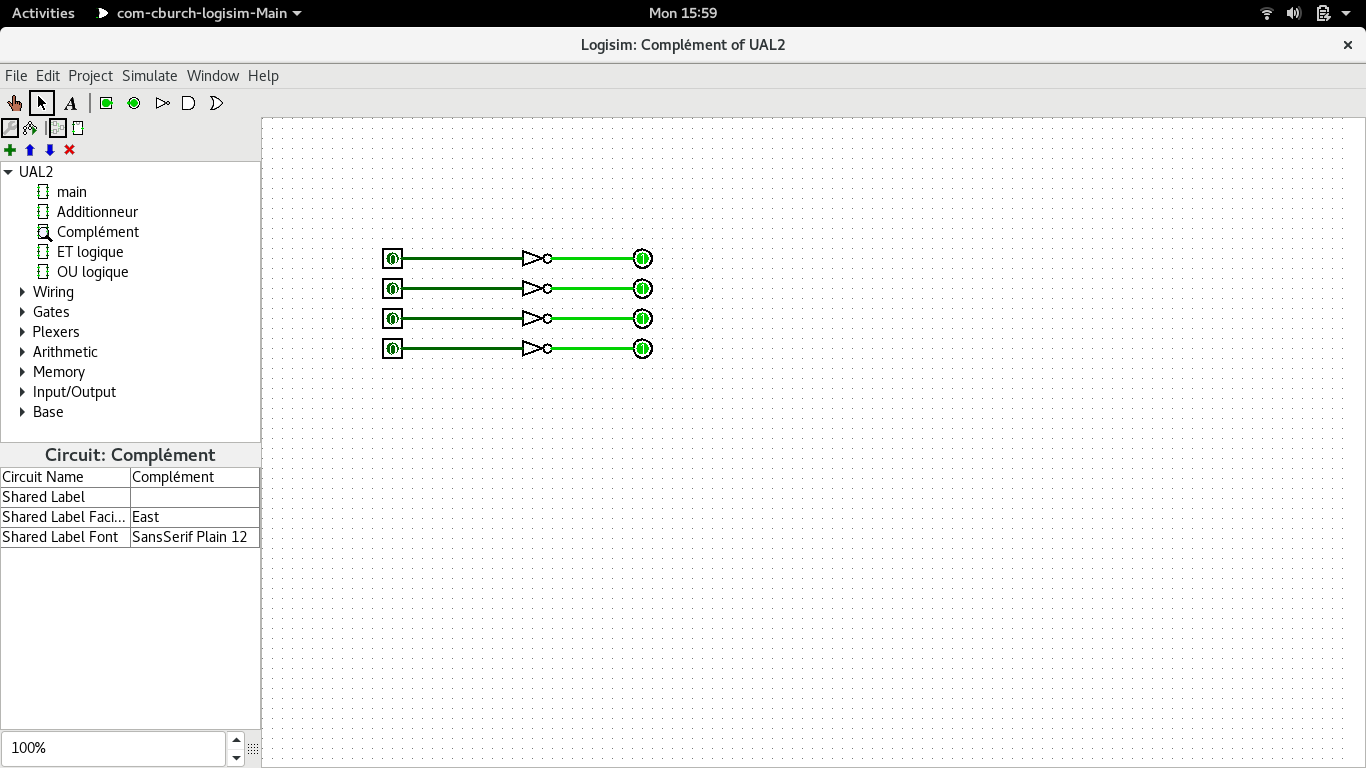 Activities com-cburch-logisim-Main Mon 15:59
Logisim: Complément of UAL2
File Edit Project Simulate Window Help
A
UAL2
main
Additionneur
Complément
ET logique
OU logique
Wiring
Gates
Plexers
Arithmetic
Memory
Input/Output
Base
Circuit: Complément
Circuit Name Complément
Shared Label
Shared Label Faci... East
Shared Label Font SansSerif Plain 12
100%
0 1
0 1
0 1
0 1